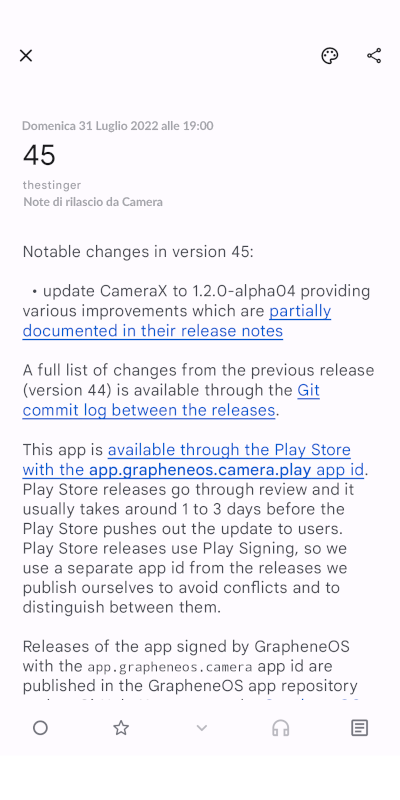 Domenica 31 Luglio 2022 alle 19:00
45
thestinger
Note di rilascio da Camera
Notable changes in version 45:
• update CameraX to 1.2.0-alpha04 providing
various improvements which are partially
documented in their release notes
A full list of changes from the previous release
(version 44) is available through the Git
commit log between the releases.
This app is available through the Play Store
with the app.grapheneos.camera.play app id.
Play Store releases go through review and it
usually takes around 1 to 3 days before the
Play Store pushes out the update to users.
Play Store releases use Play Signing, so we
use a separate app id from the releases we
publish ourselves to avoid conflicts and to
distinguish between them.
Releases of the app signed by GrapheneOS
with the app.grapheneos.camera app id are
published in the GrapheneOS app repository